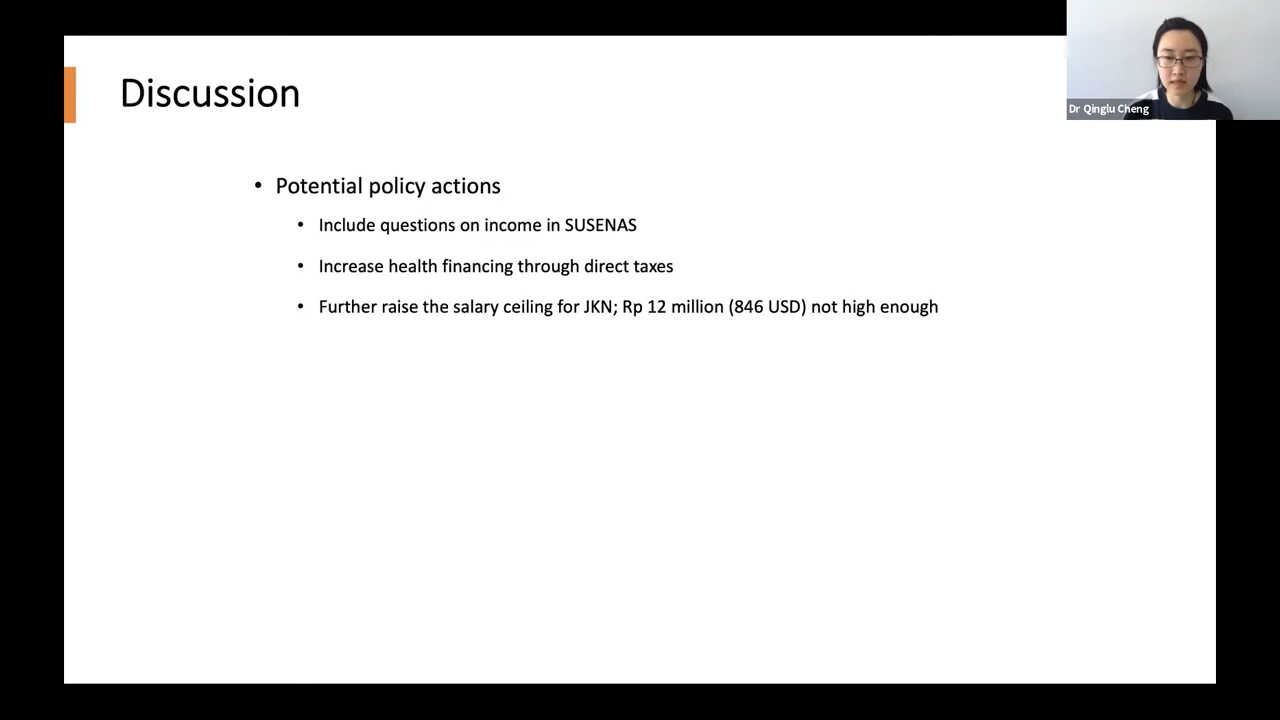 Discussion
Dr Qinglu Cheng
• Potential policy actions
• Include questions on income in SUSENAS
• Increase health financing through direct taxes
• Further raise the salary ceiling for JKN; Rp 12 million (846 USD) not high enough